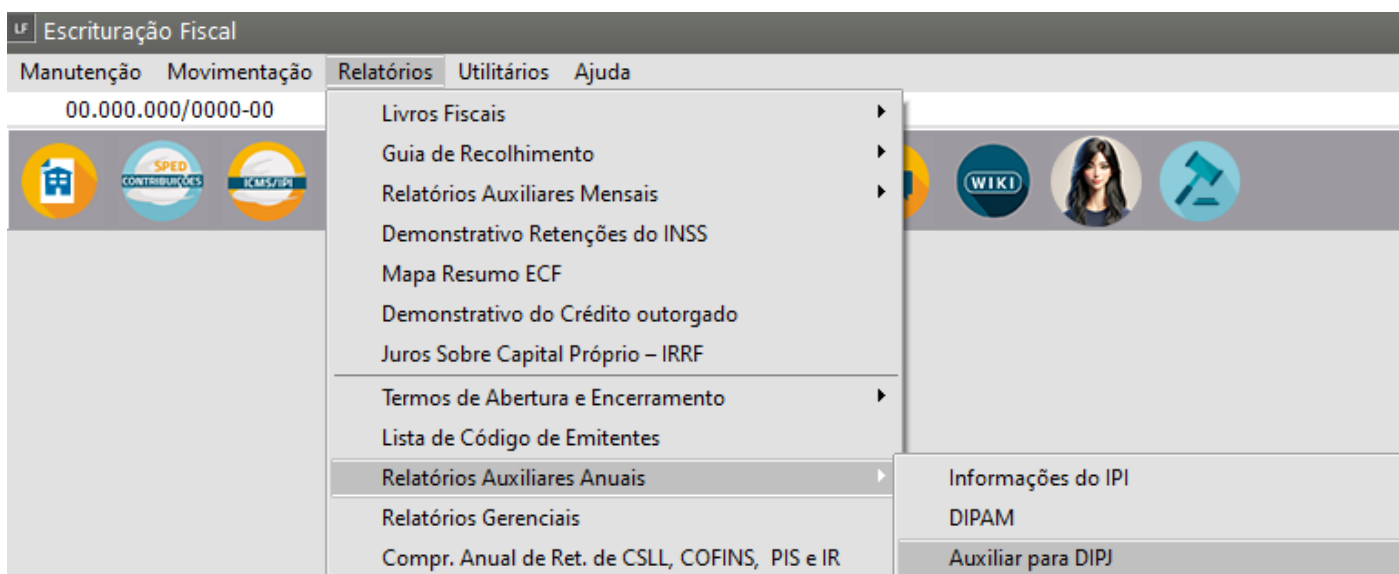 LF Escrituração Fiscal
Manutenção Movimentação Relatórios Utilitários Ajuda
00.000.000/0000-00
SPED
CONTRIBUIÇÕES
ICMS/IPI
WIKI
Livros Fiscais
Guia de Recolhimento
Relatórios Auxiliares Mensais
Demonstrativo Retenções do INSS
Mapa Resumo ECF
Demonstrativo do Crédito outorgado
Juros Sobre Capital Próprio – IRRF
Termos de Abertura e Encerramento
Lista de Código de Emitentes
Relatórios Auxiliares Anuais
Relatórios Gerenciais
Compr. Anual de Ret. de CSLL, COFINS, PIS e IR
Informações do IPI
DIPAM
Auxiliar para DIPJ